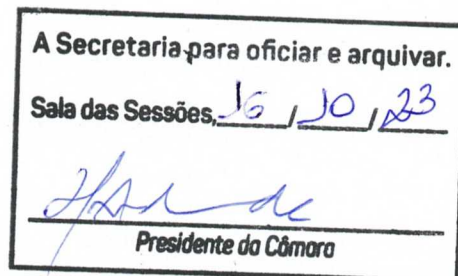 A Secretaria para oficiar e arquivar.
Sala das Sessões, 16 / 10 / 23
Presidente da Câmara